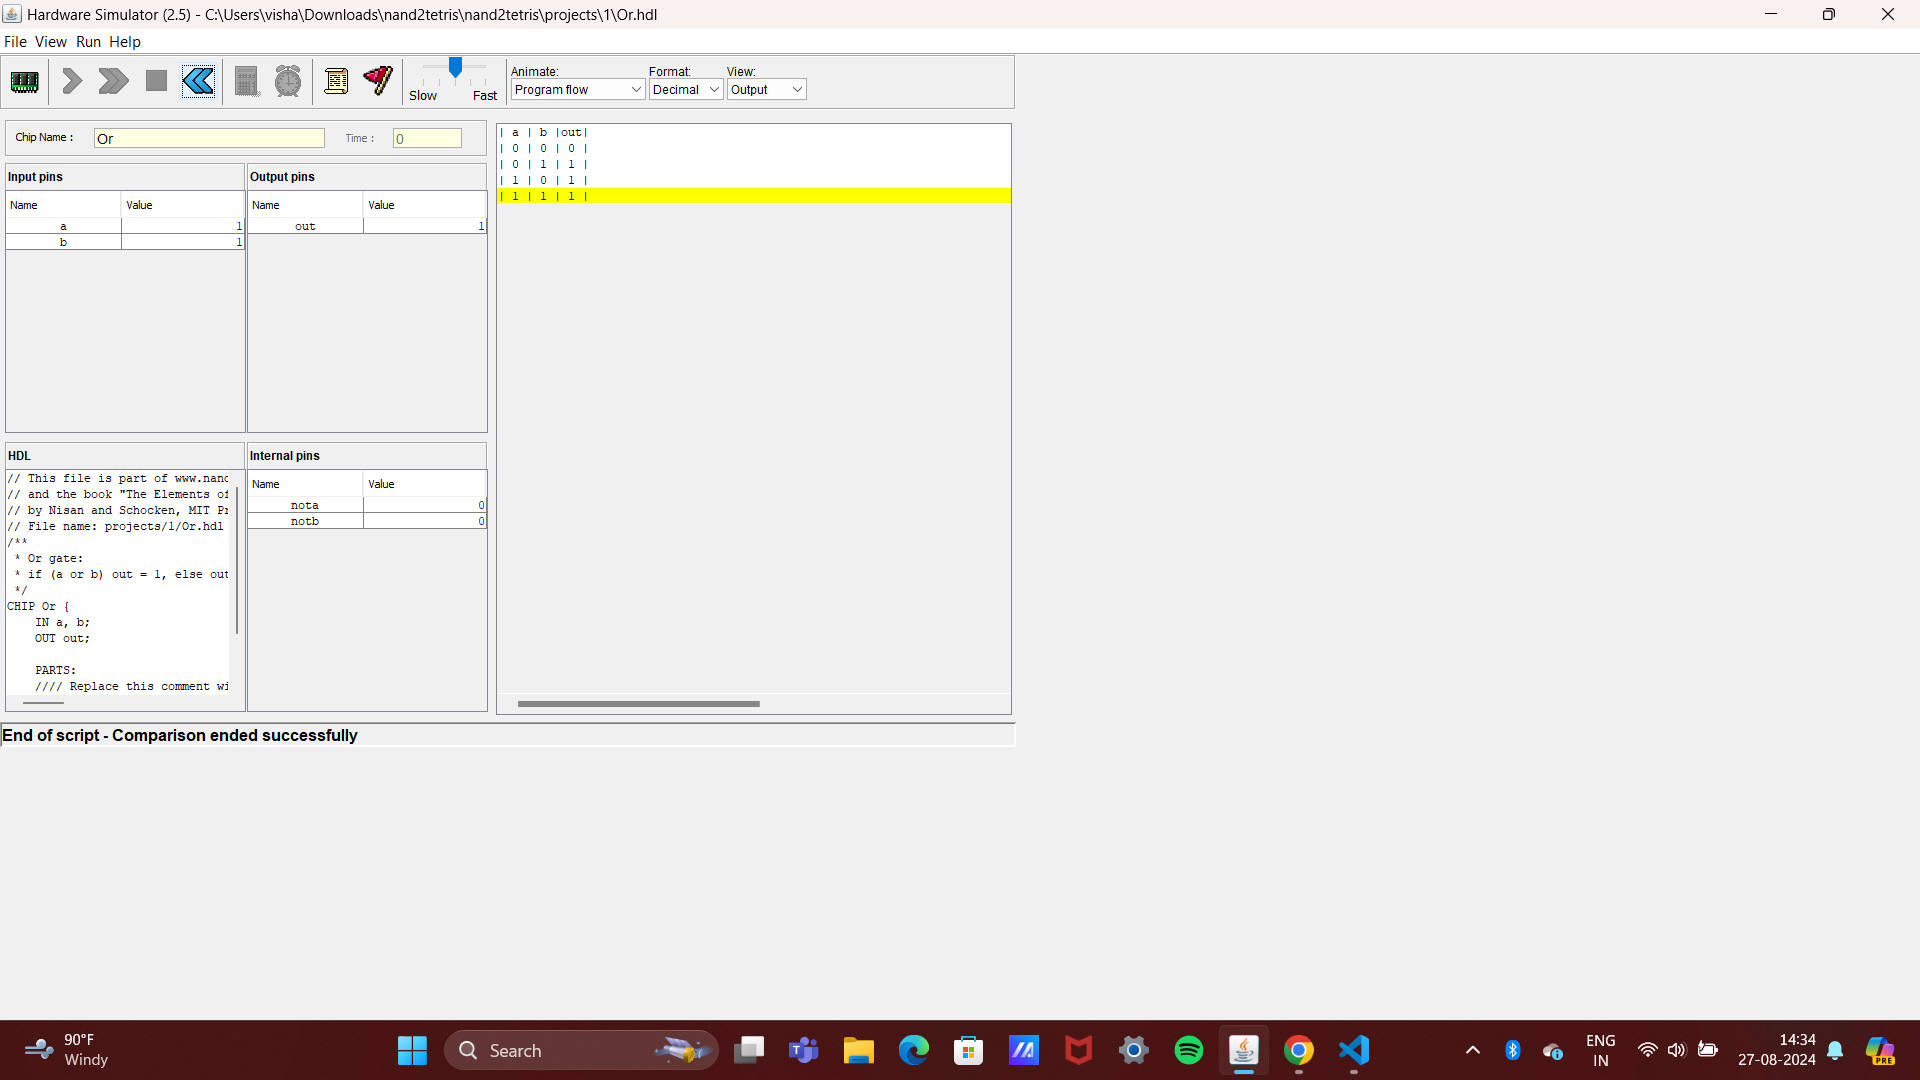 Hardware Simulator (2.5) - C:\Users\visha\Downloads\nand2tetris\nand2tetris\projects\1\Or.hdl
File View Run Help
Slow Fast
Animate: Format: View:
Program flow Decimal Output
Chip Name : Or Time : 0
Input pins
Name Value
a 1
b 1
Output pins
Name Value
out 1
| a | b |out|
| 0 | 0 | 0 |
| 0 | 1 | 1 |
| 1 | 0 | 1 |
| 1 | 1 | 1 |
HDL
// This file is part of www.nand
// and the book "The Elements of
// by Nisan and Schocken, MIT Pr
// File name: projects/1/Or.hdl
/**
* Or gate:
* if (a or b) out = 1, else out
*/
CHIP Or {
IN a, b;
OUT out;
PARTS:
//// Replace this comment wi
Internal pins
Name Value
nota 0
notb 0
End of script - Comparison ended successfully
90°F
Windy
Search
ENG
IN
14:34
27-08-2024
PRE